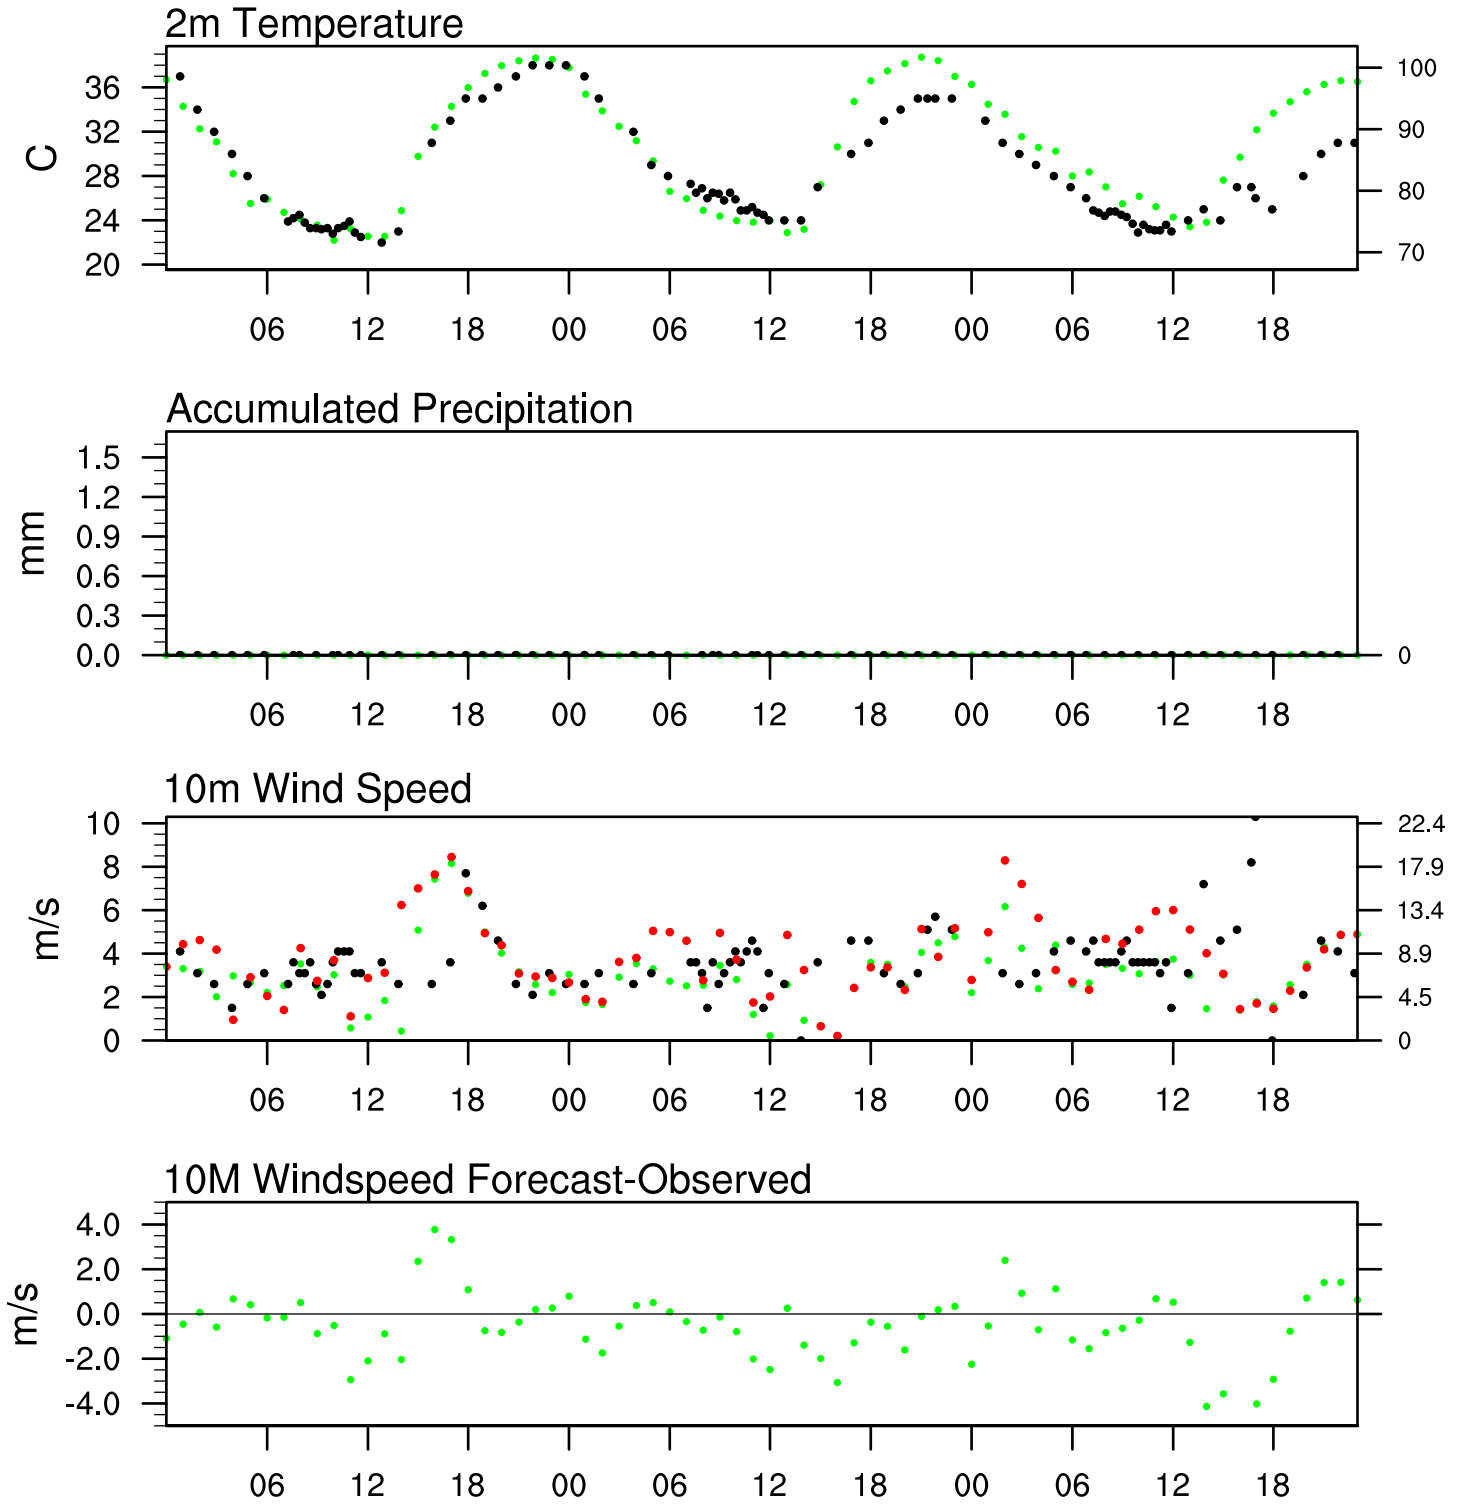 2m Temperature
36 100
32 90
C
28 80
24
20 70
06 12 18 00 06 12 18 00 06 12 18
Accumulated Precipitation
1.5
1.2
0.9
mm
0.6
0.3
0.0 0
06 12 18 00 06 12 18 00 06 12 18
10m Wind Speed
10 22.4
8 17.9
6 13.4
m/s
4 8.9
2 4.5
0 0
06 12 18 00 06 12 18 00 06 12 18
10M Windspeed Forecast-Observed
4.0
2.0
m/s
0.0
-2.0
-4.0
06 12 18 00 06 12 18 00 06 12 18